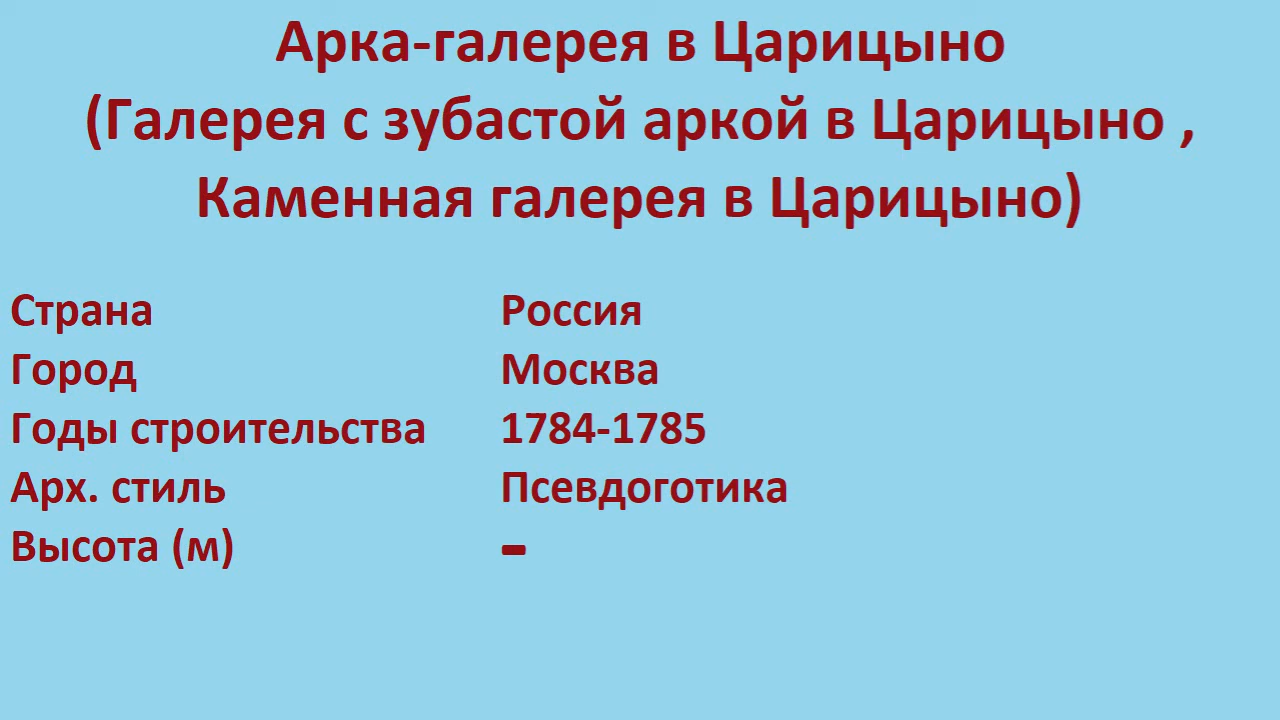 Арка-галерея в Царицыно
(Галерея с зубастой аркой в Царицыно ,
Каменная галерея в Царицыно)
Страна Россия
Город Москва
Годы строительства 1784-1785
Арх. стиль Псевдоготика
Высота (м) -